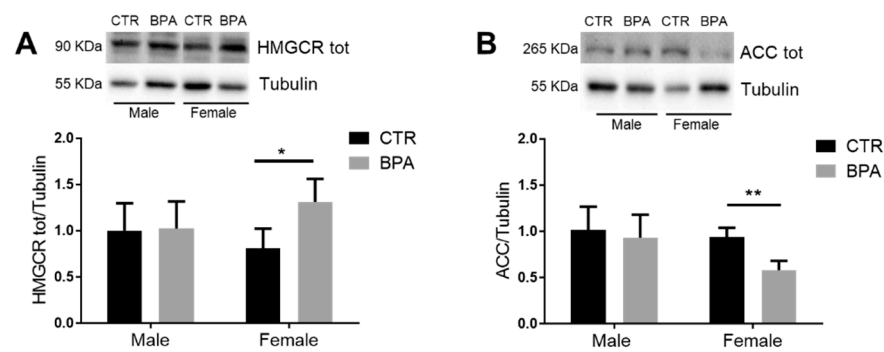 A
CTR BPA CTR BPA
90 KDa HMGCR tot
55 KDa Tubulin
Male Female
HMGCR tot/Tubulin
2.0
1.5
1.0
0.5
0.0
*
CTR
BPA
Male Female
B
CTR BPA CTR BPA
265 KDa ACC tot
55 KDa Tubulin
Male Female
ACC/Tubulin
2.0
1.5
1.0
0.5
0.0
**
CTR
BPA
Male Female